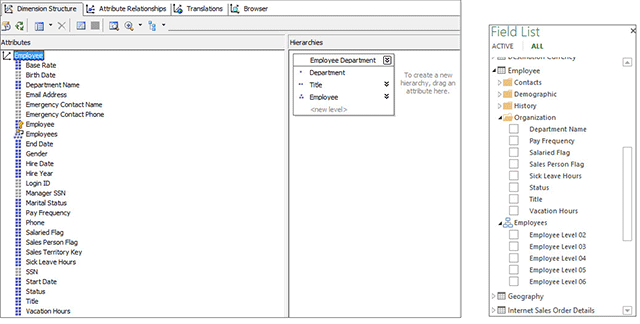 Dimension Structure
Attribute Relationships
Translations
Browser
Attributes
Employee
Base Rate
Birth Date
Department Name
Email Address
Emergency Contact Name
Emergency Contact Phone
Employee
Employees
End Date
Gender
Hire Date
Hire Year
Login ID
Manager SSN
Marital Status
Pay Frequency
Phone
Salaried Flag
Sales Person Flag
Sales Territory Key
Sick Leave Hours
SSN
Start Date
Status
Title
Vacation Hours
Hierarchies
Employee Department
Department
Title
Employee
<new level>
To create a new
hierarchy, drag an
attribute here.
Field List
ACTIVE
ALL
Destination Currency
Employee
Contacts
Demographic
History
Organization
Department Name
Pay Frequency
Salaried Flag
Sales Person Flag
Sick Leave Hours
Status
Title
Vacation Hours
Employees
Employee Level 02
Employee Level 03
Employee Level 04
Employee Level 05
Employee Level 06
Geography
Internet Sales Order Details